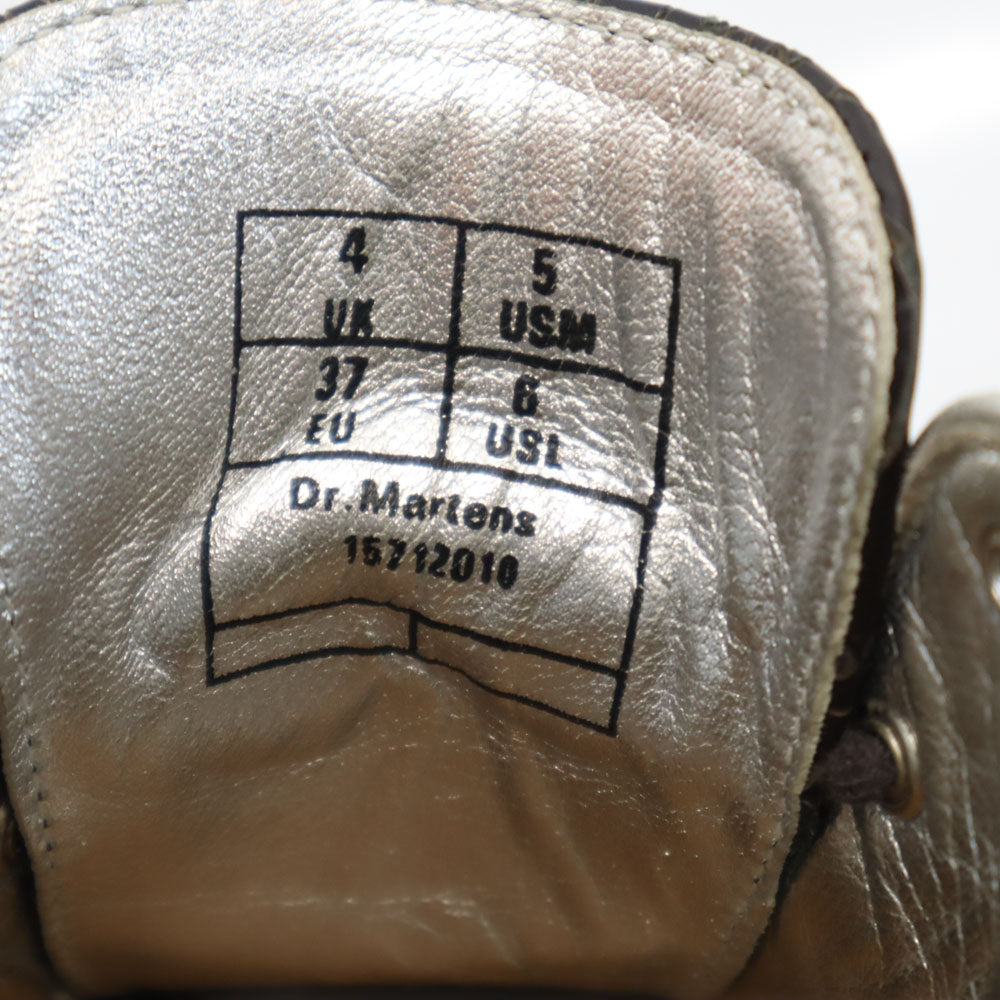 4 5
UK USM
37 6
EU USL
Dr.Martens
15712010